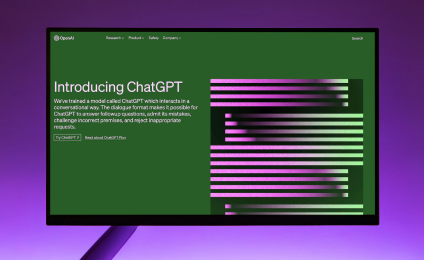 OpenAI Research Product Safety Company Search
Introducing ChatGPT
We've trained a model called ChatGPT which interacts in a
conversational way. The dialogue format makes it possible for
ChatGPT to answer followup questions, admit its mistakes,
challenge incorrect premises, and reject inappropriate
requests.
Try ChatGPT Read about ChatGPT Plus